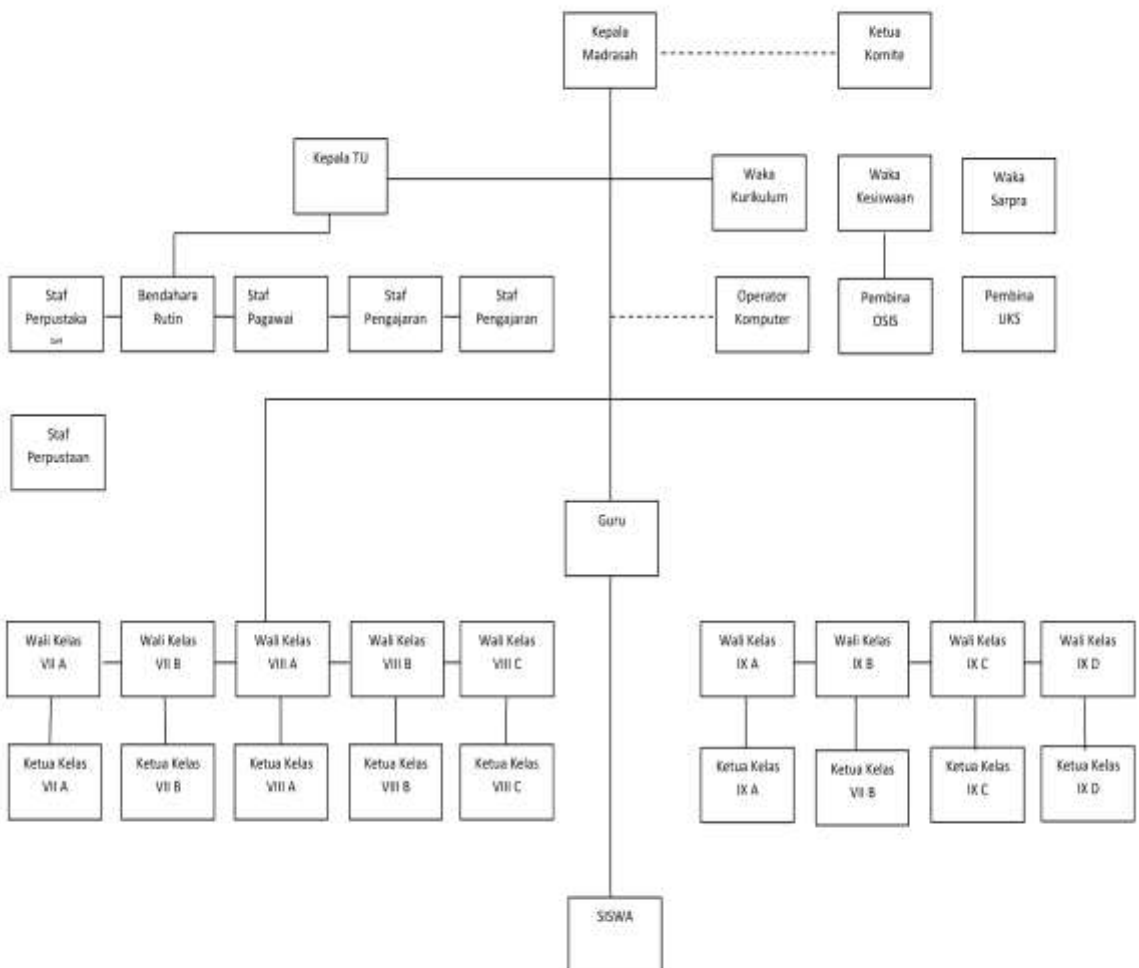 Kepala
Madrasah
Ketua
Komite
Kepala TU
Waka
Kurikulum
Waka
Kesiswaan
Waka
Sarpra
Staf
Perpustaka
Bendahara
Rutin
Staf
Pagawai
Staf
Pengajaran
Staf
Pengajaran
Operator
Komputer
Pembina
OSIS
Pembina
UKS
Staf
Perpustaan
Guru
Wali Kelas
VII A
Wali Kelas
VII B
Wali Kelas
VIII A
Wali Kelas
VIII B
Wali Kelas
VIII C
Wali Kelas
IX A
Wali Kelas
IX B
Wali Kelas
IX C
Wali Kelas
IX D
Ketua Kelas
VII A
Ketua Kelas
VII B
Ketua Kelas
VIII A
Ketua Kelas
VIII B
Ketua Kelas
VIII C
Ketua Kelas
IX A
Ketua Kelas
VII B
Ketua Kelas
IX C
Ketua Kelas
IX D
SISWA